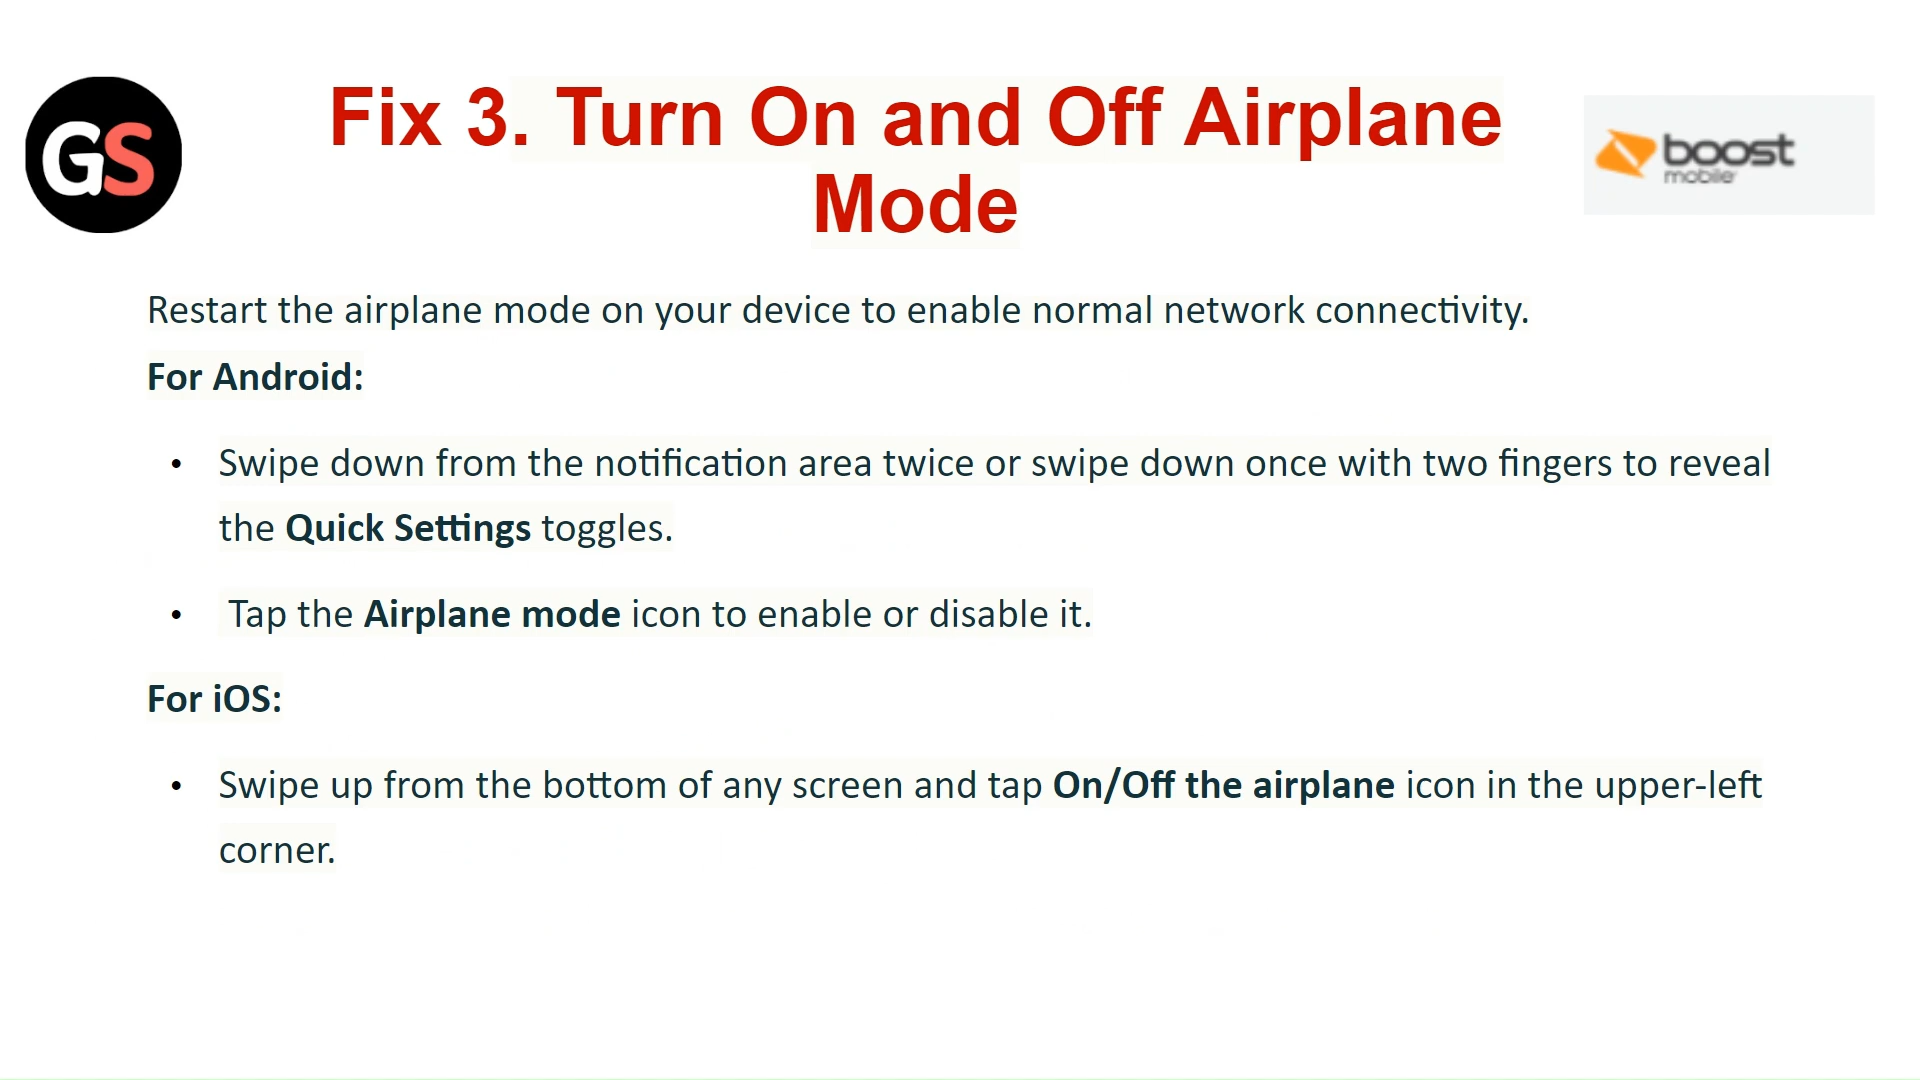 GS
Fix 3. Turn On and Off Airplane
Mode
boost
mobile
Restart the airplane mode on your device to enable normal network connectivity.
For Android:
• Swipe down from the notification area twice or swipe down once with two fingers to reveal
the Quick Settings toggles.
• Tap the Airplane mode icon to enable or disable it.
For iOS:
• Swipe up from the bottom of any screen and tap On/Off the airplane icon in the upper-left
corner.